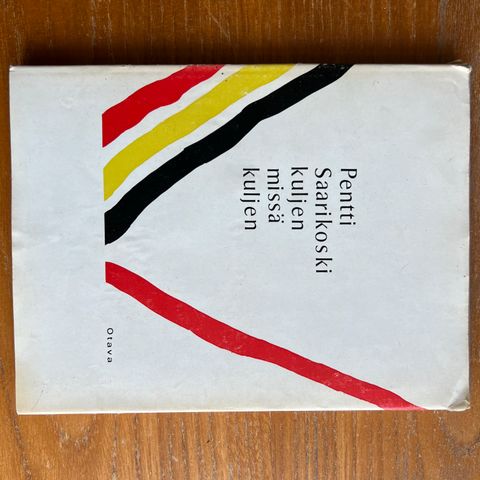 Pentti
Saarikoski
kuljen
missä
kuljen
Otava